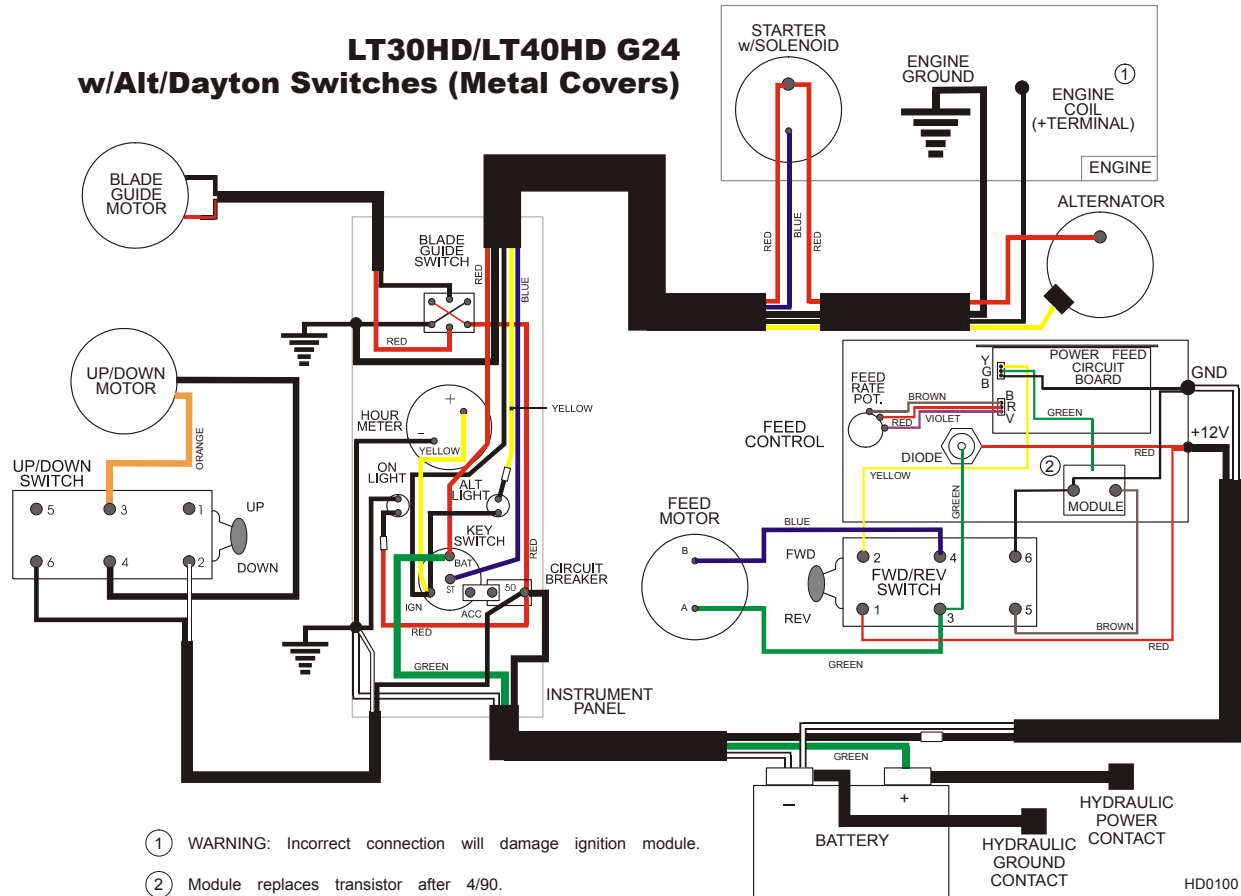 LT30HD/LT40HD G24
w/Alt/Dayton Switches (Metal Covers)
STARTER
w/SOLENOID
ENGINE
GROUND
1
ENGINE
COIL
(+TERMINAL)
ENGINE
RED
BLUE
RED
ALTERNATOR
BLADE
GUIDE
MOTOR
BLADE
GUIDE
SWITCH
RED
BLUE
RED
UP/DOWN
MOTOR
ORANGE
HOUR
METER
+
-
YELLOW
YELLOW
ON
LIGHT
ALT
LIGHT
KEY
SWITCH
BAT
ST
IGN
ACC
50
RED
CIRCUIT
BREAKER
RED
GREEN
INSTRUMENT
PANEL
UP/DOWN
SWITCH
5
3
1
6
4
2
UP
DOWN
FEED
CONTROL
FEED
RATE
POT.
BROWN
RED
VIOLET
Y
G
B
B
R
V
POWER FEED
CIRCUIT
BOARD
GREEN
GND
+12V
RED
DIODE
YELLOW
GREEN
2
MODULE
FEED
MOTOR
B
A
BLUE
GREEN
FWD
REV
2
4
6
FWD/REV
SWITCH
1
3
5
BROWN
RED
GREEN
–
+
BATTERY
HYDRAULIC
POWER
CONTACT
HYDRAULIC
GROUND
CONTACT
1 WARNING: Incorrect connection will damage ignition module.
2 Module replaces transistor after 4/90.
HD0100